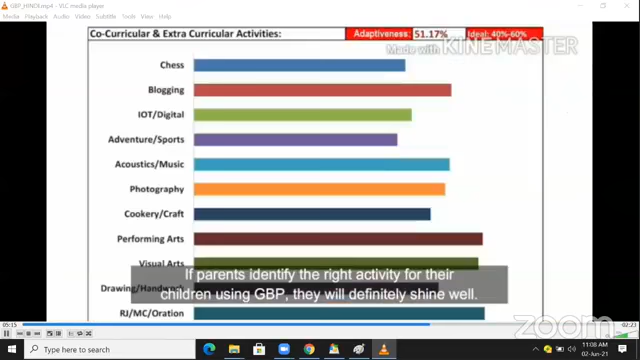 GBP_HINDI.mp4 - VLC media player
Media Playback Audio Video Subtitle Tools View Help
Co-Curricular & Extra Curricular Activities:
Adaptiveness: 51.17% Ideal: 40%-60%
Made with KINEMASTER
Chess
Blogging
IOT/Digital
Adventure/Sports
Acoustics/Music
Photography
Cookery/Craft
Performing Arts
Visual Arts
If parents identify the right activity for their
children using GBP, they will definitely shine well.
RJ/MC/Oration
zoom
05:15
Type here to search
11:08 AM
02-Jun-21